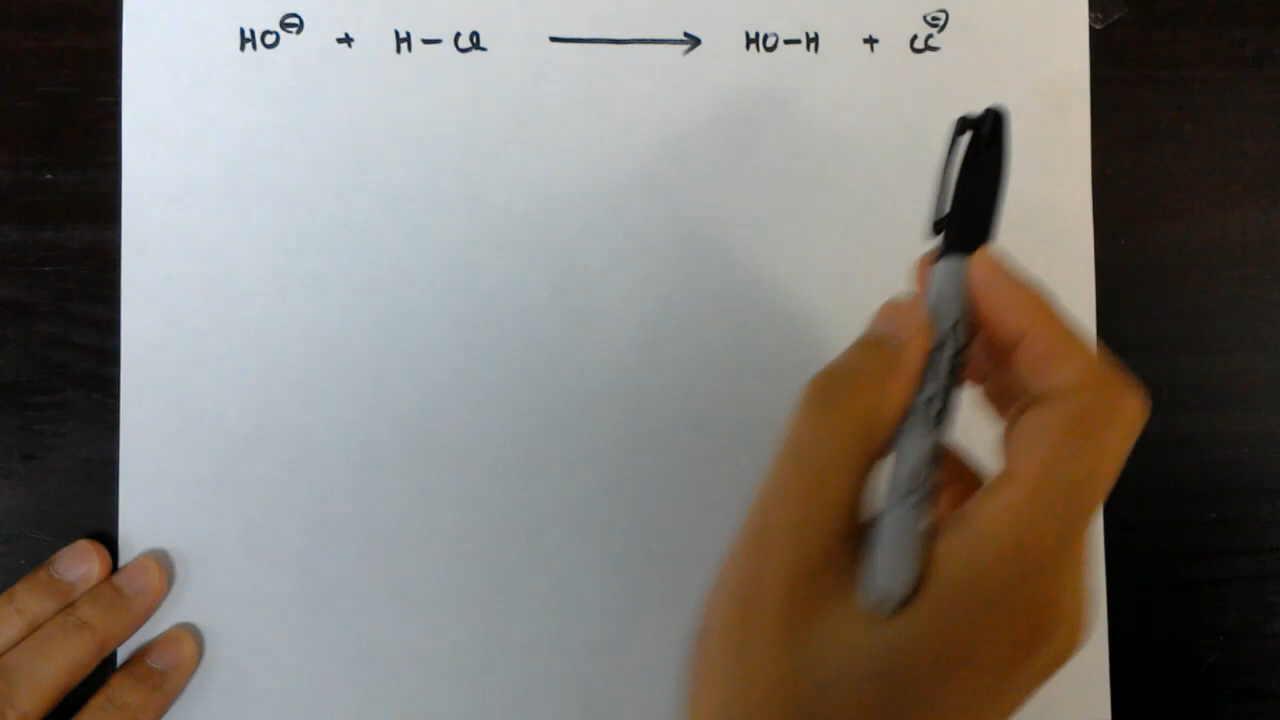 HO⊖ + H–Cl ⟶ HO–H + Cl⊖